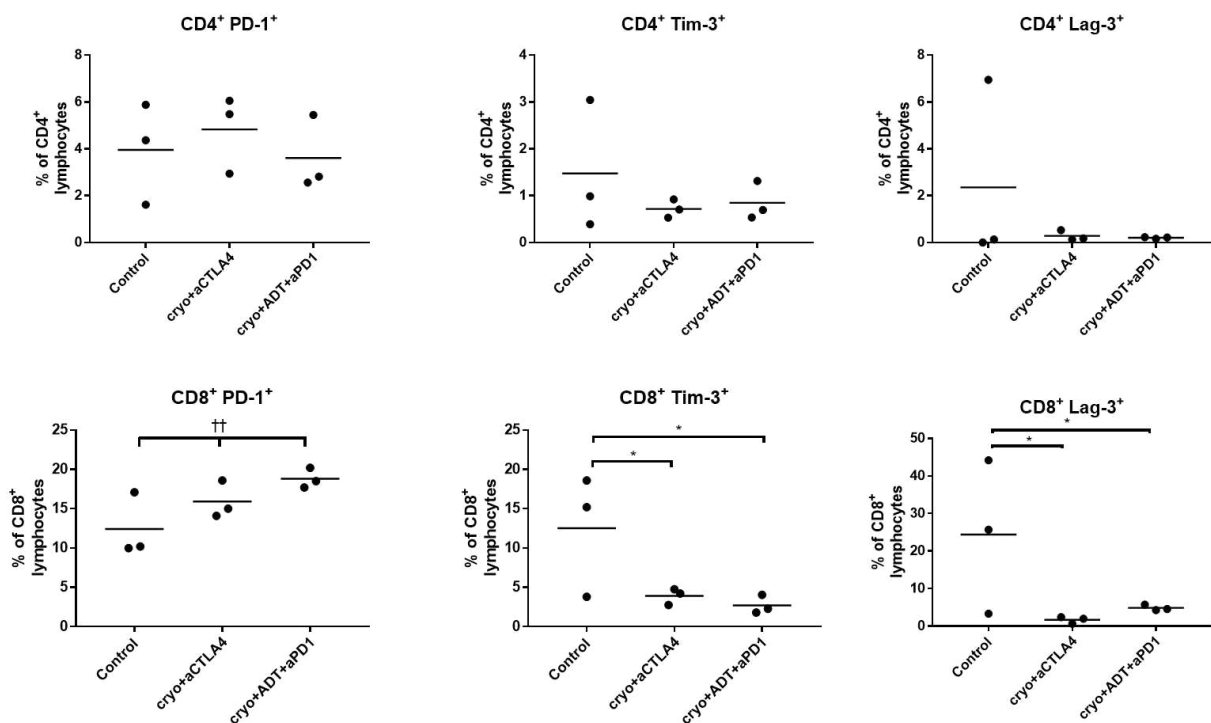 CD4⁺ PD-1⁺
% of CD4⁺
lymphocytes
8
6
4
2
0
Control
cryo+aCTLA4
cryo+ADT+aPD1
CD4⁺ Tim-3⁺
% of CD4⁺
lymphocytes
4
3
2
1
0
Control
cryo+aCTLA4
cryo+ADT+aPD1
CD4⁺ Lag-3⁺
% of CD4⁺
lymphocytes
8
6
4
2
0
Control
cryo+aCTLA4
cryo+ADT+aPD1
CD8⁺ PD-1⁺
% of CD8⁺
lymphocytes
25
20
15
10
5
0
††
Control
cryo+aCTLA4
cryo+ADT+aPD1
CD8⁺ Tim-3⁺
% of CD8⁺
lymphocytes
25
20
15
10
5
0
*
*
Control
cryo+aCTLA4
cryo+ADT+aPD1
CD8⁺ Lag-3⁺
% of CD8⁺
lymphocytes
50
40
30
20
10
0
*
*
Control
cryo+aCTLA4
cryo+ADT+aPD1